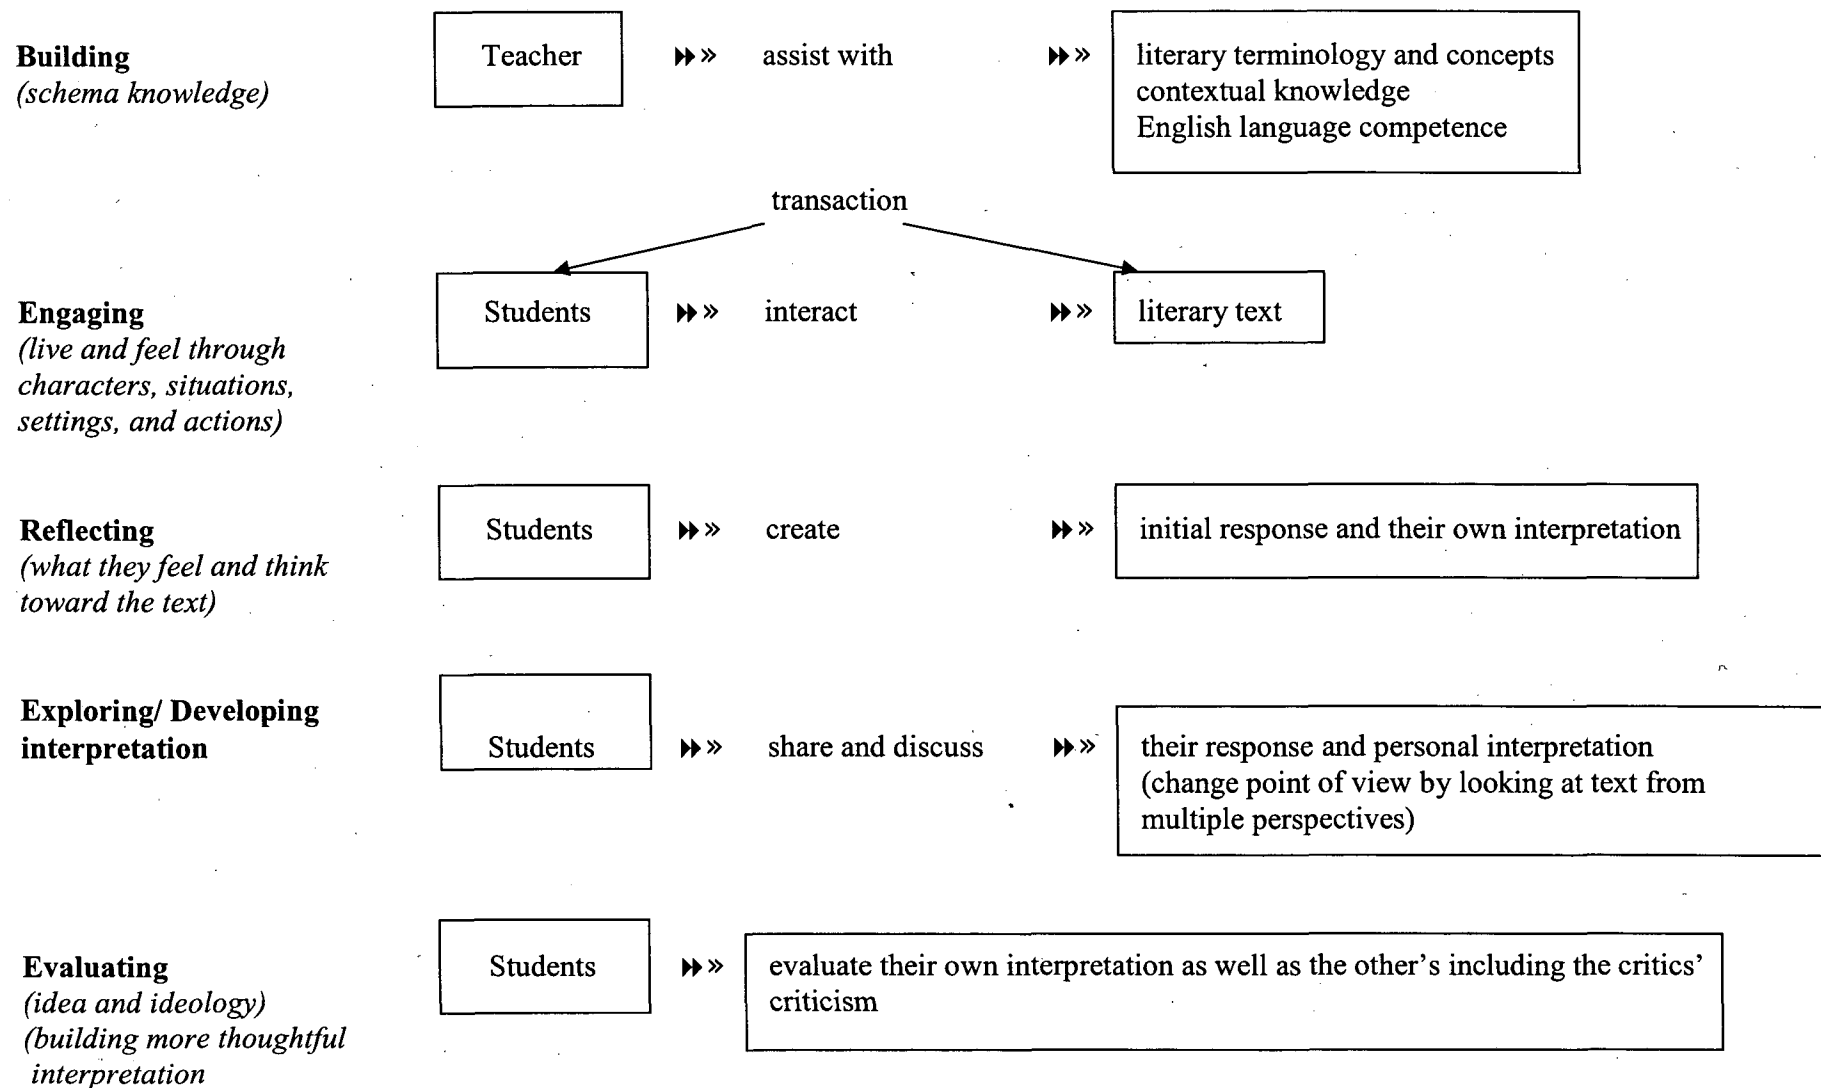 Building
(schema knowledge)
Teacher
assist with
literary terminology and concepts
contextual knowledge
English language competence
transaction
Engaging
(live and feel through
characters, situations,
settings, and actions)
Students
interact
literary text
Reflecting
(what they feel and think
toward the text)
Students
create
initial response and their own interpretation
Exploring/ Developing
interpretation
Students
share and discuss
their response and personal interpretation
(change point of view by looking at text from
multiple perspectives)
Evaluating
(idea and ideology)
(building more thoughtful
interpretation
Students
evaluate their own interpretation as well as the other's including the critics’
criticism